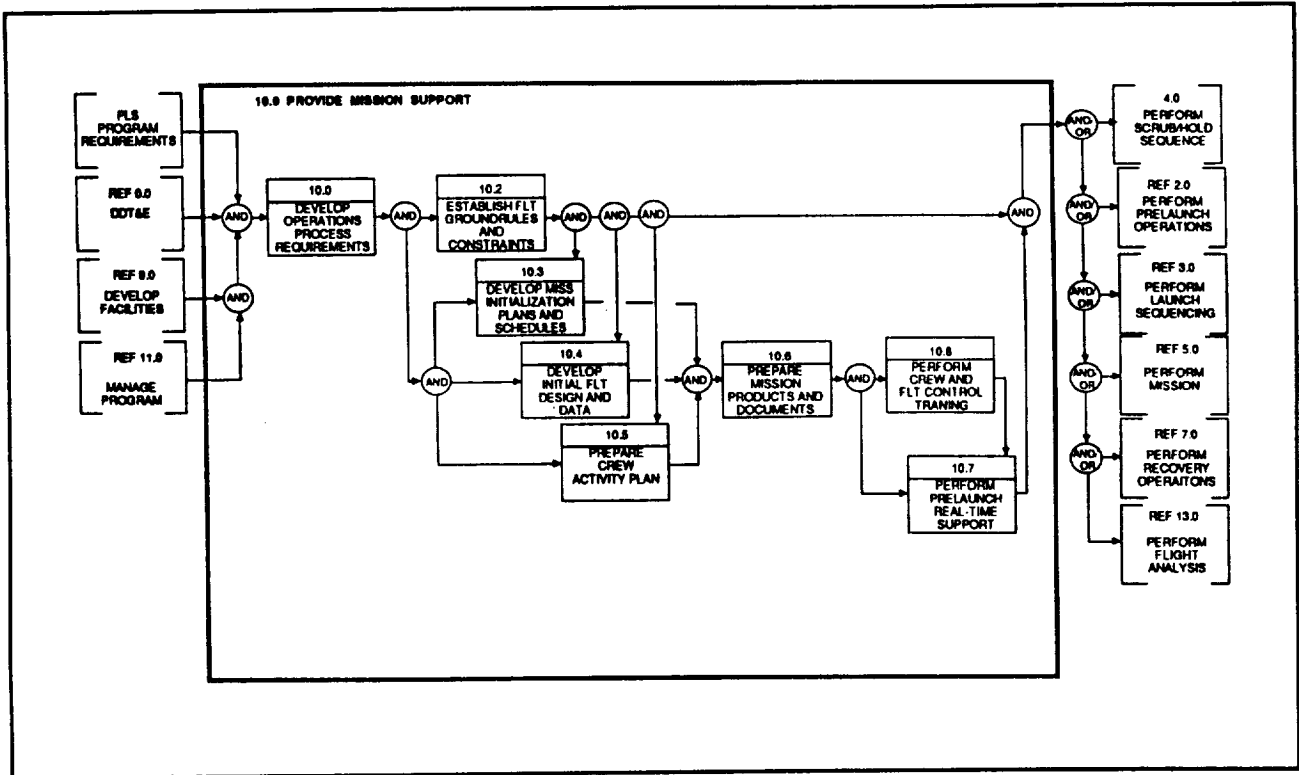 10.0 PROVIDE MISSION SUPPORT
PLS
PROGRAM
REQUIREMENTS
REF 0.0
DDT&E
REF 9.0
DEVELOP
FACILITIES
REF 11.0
MANAGE
PROGRAM
AND
AND
10.0
DEVELOP
OPERATIONS
PROCESS
REQUIREMENTS
AND
10.2
ESTABLISH FLT
GROUNDRULES
AND
CONSTRAINTS
AND
AND
AND
10.3
DEVELOP MISS
INITIALIZATION
PLANS AND
SCHEDULES
AND
10.4
DEVELOP
INITIAL FLT
DESIGN AND
DATA
10.5
PREPARE
CREW
ACTIVITY PLAN
AND
10.6
PREPARE
MISSION
PRODUCTS AND
DOCUMENTS
AND
10.8
PERFORM
CREW AND
FLT CONTROL
TRANING
10.7
PERFORM
PRELAUNCH
REAL-TIME
SUPPORT
AND
AND-
OR
4.0
PERFORM
SCRUB/HOLD
SEQUENCE
AND/
OR
REF 2.0
PERFORM
PRELAUNCH
OPERATIONS
AND/
OR
REF 3.0
PERFORM
LAUNCH
SEQUENCING
AND-
OR
REF 5.0
PERFORM
MISSION
AND-
OR
REF 7.0
PERFORM
RECOVERY
OPERAITONS
REF 13.0
PERFORM
FLIGHT
ANALYSIS